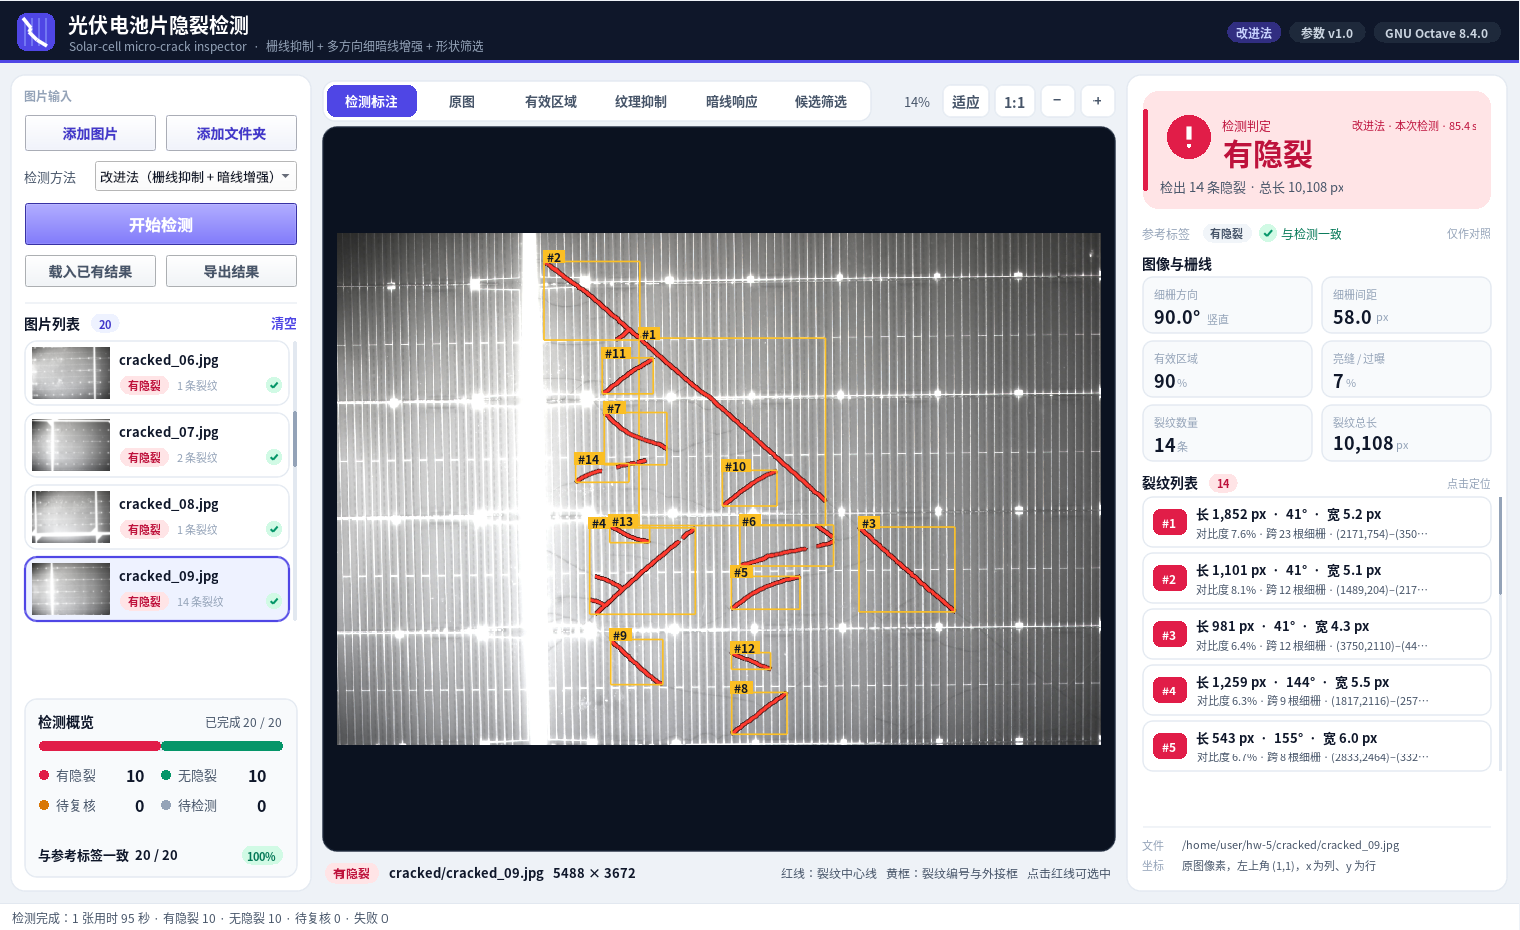 光伏电池片隐裂检测
Solar-cell micro-crack inspector · 栅线抑制 + 多方向细暗线增强 + 形状筛选
改进法
参数 v1.0
GNU Octave 8.4.0
图片输入
添加图片
添加文件夹
检测方法
改进法（栅线抑制 + 暗线增强）
开始检测
载入已有结果
导出结果
图片列表
20
清空
cracked_06.jpg
有隐裂
1 条裂纹
cracked_07.jpg
有隐裂
2 条裂纹
cracked_08.jpg
有隐裂
1 条裂纹
cracked_09.jpg
有隐裂
14 条裂纹
检测概览
已完成 20 / 20
有隐裂 10
无隐裂 10
待复核 0
待检测 0
与参考标签一致 20 / 20
100%
检测标注
原图
有效区域
纹理抑制
暗线响应
候选筛选
14%
适应
1:1
−
+
#2
#1
#11
#7
#14
#10
#4
#13
#6
#3
#5
#9
#12
#8
有隐裂
cracked/cracked_09.jpg 5488 × 3672
红线：裂纹中心线 黄框：裂纹编号与外接框 点击红线可选中
检测判定
改进法 · 本次检测 · 85.4 s
有隐裂
检出 14 条隐裂 · 总长 10,108 px
参考标签
有隐裂
与检测一致
仅作对照
图像与栅线
细栅方向
90.0° 竖直
细栅间距
58.0 px
有效区域
90 %
亮缝 / 过曝
7 %
裂纹数量
14 条
裂纹总长
10,108 px
裂纹列表
14
点击定位
#1
长 1,852 px · 41° · 宽 5.2 px
对比度 7.6% · 跨 23 根细栅 · (2171,754)–(350…
#2
长 1,101 px · 41° · 宽 5.1 px
对比度 8.1% · 跨 12 根细栅 · (1489,204)–(217…
#3
长 981 px · 41° · 宽 4.3 px
对比度 6.4% · 跨 12 根细栅 · (3750,2110)–(44…
#4
长 1,259 px · 144° · 宽 5.5 px
对比度 6.3% · 跨 9 根细栅 · (1817,2116)–(257…
#5
长 543 px · 155° · 宽 6.0 px
对比度 6.7% · 跨 8 根细栅 · (2833,2464)–(332…
文件 /home/user/hw-5/cracked/cracked_09.jpg
坐标 原图像素，左上角 (1,1)，x 为列、y 为行
检测完成：1 张用时 95 秒 · 有隐裂 10 · 无隐裂 10 · 待复核 0 · 失败 0